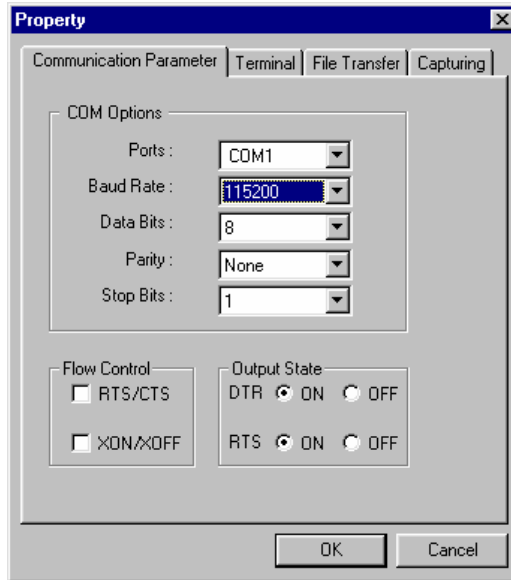 Property
Communication Parameter Terminal File Transfer Capturing
COM Options
Ports : COM1
Baud Rate : 115200
Data Bits : 8
Parity : None
Stop Bits : 1
Flow Control
RTS/CTS
XON/XOFF
Output State
DTR ON OFF
RTS ON OFF
OK Cancel